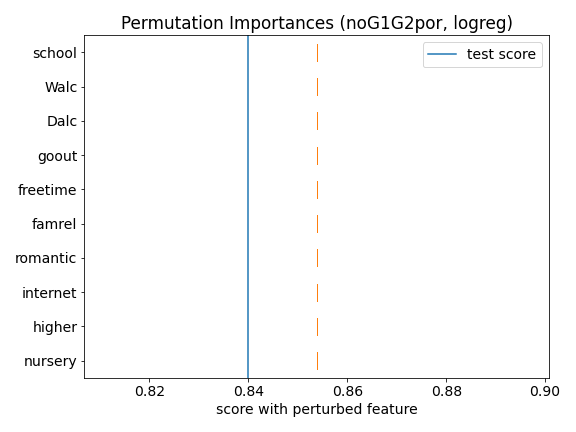 Permutation Importances (noG1G2por, logreg)
test score
school
Walc
Dalc
goout
freetime
famrel
romantic
internet
higher
nursery
0.82 0.84 0.86 0.88 0.90
score with perturbed feature